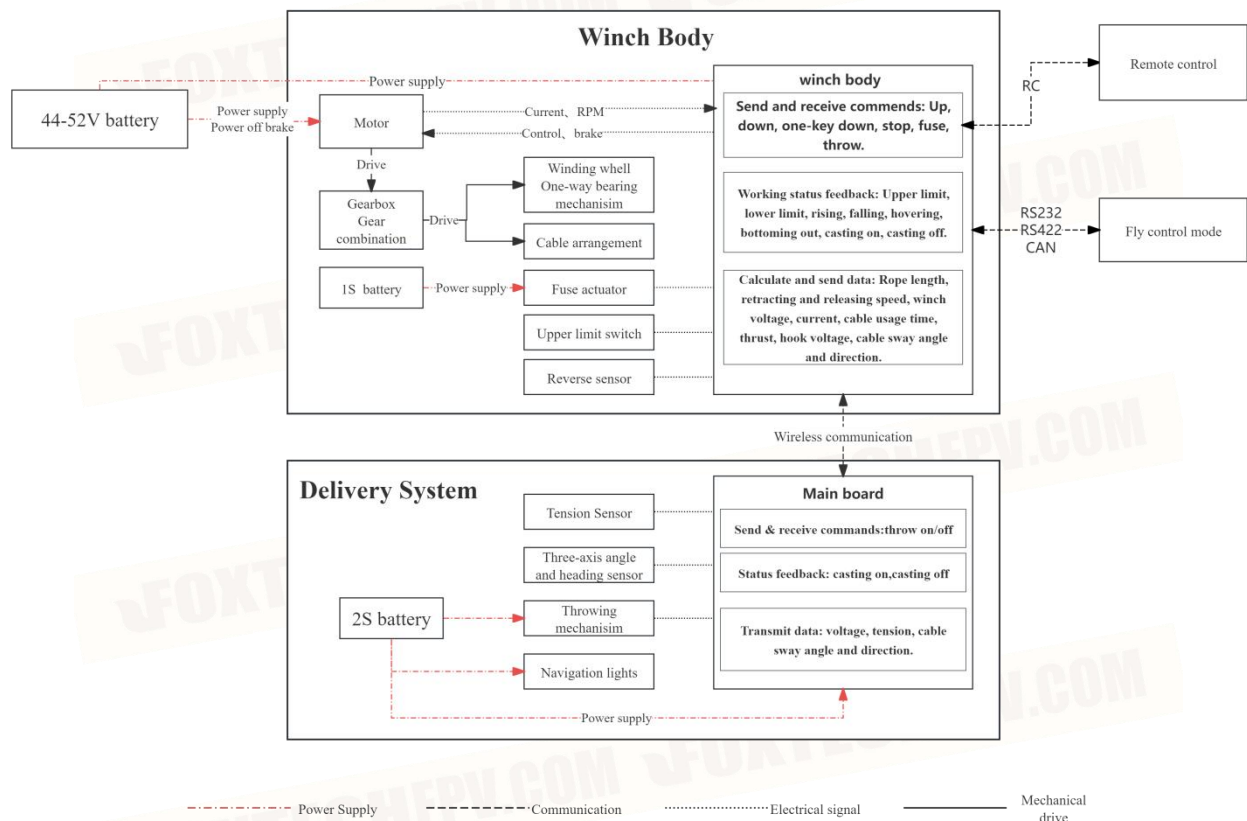 Winch Body
Power supply
44-52V battery
Power supply
Power off brake
Motor
Current、RPM
Control、brake
Drive
Gearbox
Gear
combination
Drive
Winding whell
One-way bearing
mechanisim
Cable arrangement
1S battery
Power supply
Fuse actuator
Upper limit switch
Reverse sensor
winch body
Send and receive commends: Up,
down, one-key down, stop, fuse,
throw.
Working status feedback: Upper limit,
lower limit, rising, falling, hovering,
bottoming out, casting on, casting off.
Calculate and send data: Rope length,
retracting and releasing speed, winch
voltage, current, cable usage time,
thrust, hook voltage, cable sway angle
and direction.
RC
Remote control
RS232
RS422
CAN
Fly control mode
Wireless communication
Delivery System
Tension Sensor
Three-axis angle
and heading sensor
2S battery
Throwing
mechanisim
Navigation lights
Power supply
Main board
Send & receive commands:throw on/off
Status feedback: casting on,casting off
Transmit data: voltage, tension, cable
sway angle and direction.
Power Supply
Communication
Electrical signal
Mechanical
drive
FOXTECHFPV.COM